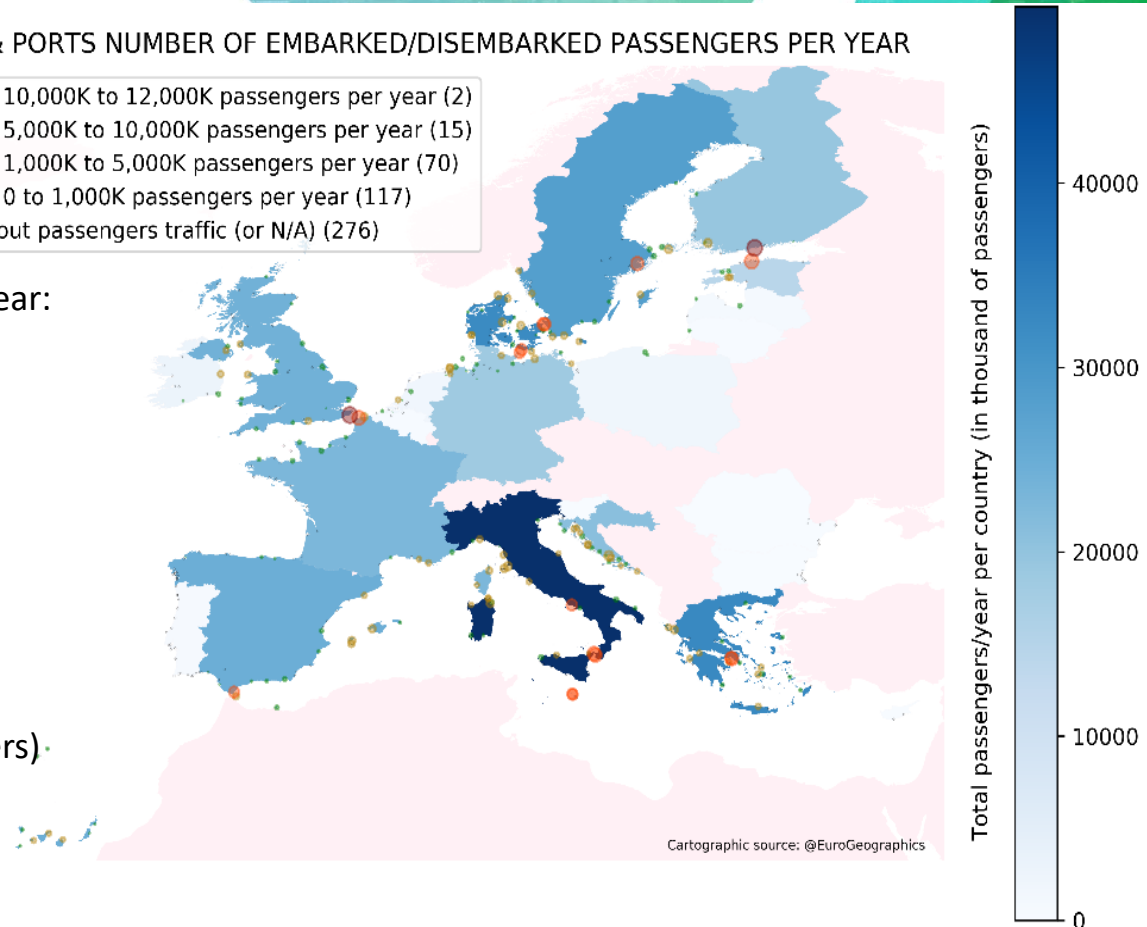 & PORTS NUMBER OF EMBARKED/DISEMBARKED PASSENGERS PER YEAR
10,000K to 12,000K passengers per year (2)
5,000K to 10,000K passengers per year (15)
1,000K to 5,000K passengers per year (70)
0 to 1,000K passengers per year (117)
out passengers traffic (or N/A) (276)
ear:
ers)
Cartographic source: @EuroGeographics
Total passengers/year per country (in thousand of passengers)
40000
30000
20000
10000
0